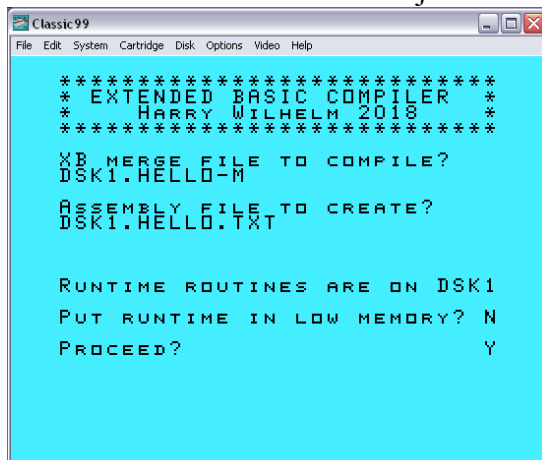 Classic99
File Edit System Cartridge Disk Options Video Help
****************************
* EXTENDED BASIC COMPILER *
* HARRY WILHELM 2018 *
****************************
XB MERGE FILE TO COMPILE?
DSK1.HELLO-M
ASSEMBLY FILE TO CREATE?
DSK1.HELLO.TXT
RUNTIME ROUTINES ARE ON DSK1
PUT RUNTIME IN LOW MEMORY? N
PROCEED? Y